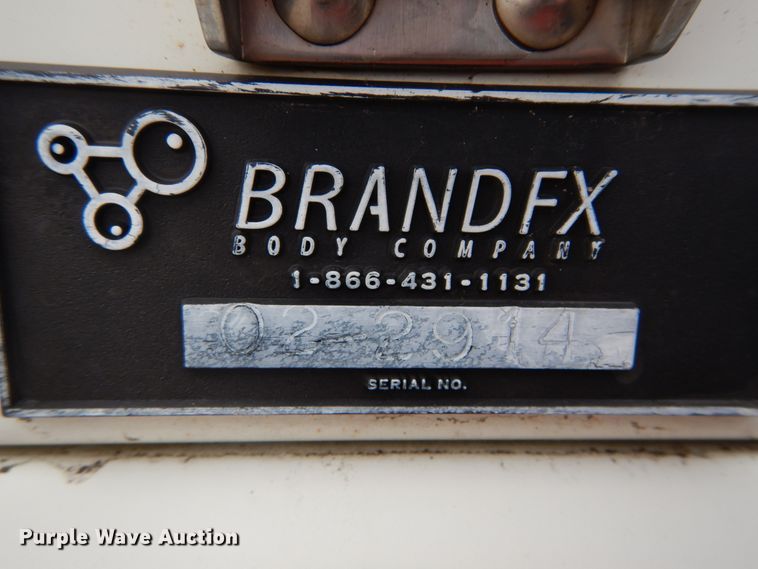 BRANDFX
BODY COMPANY
1-866-431-1131
02-2914
SERIAL NO.
Purple Wave Auction